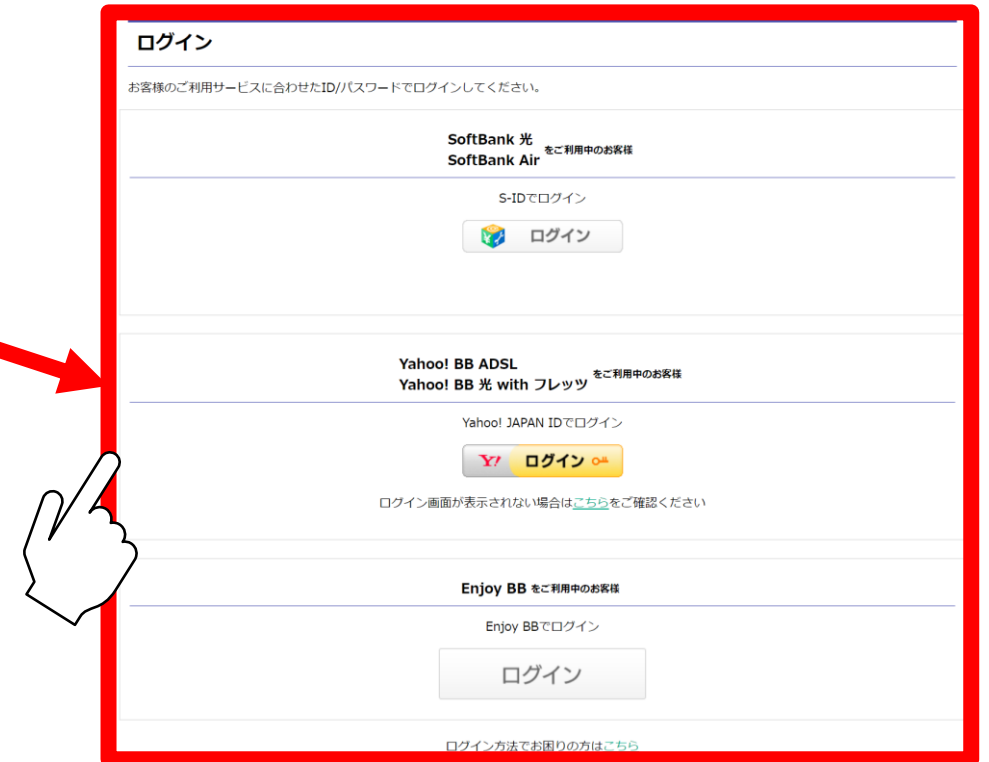 ログイン
お客様のご利用サービスに合わせたID/パスワードでログインしてください。
SoftBank 光
SoftBank Air
をご利用中のお客様
S-IDでログイン
ログイン
Yahoo! BB ADSL
Yahoo! BB 光 with フレッツ
をご利用中のお客様
Yahoo! JAPAN IDでログイン
Y! ログイン
ログイン画面が表示されない場合はこちらをご確認ください
Enjoy BB をご利用中のお客様
Enjoy BBでログイン
ログイン
ログイン方法でお困りの方はこちら